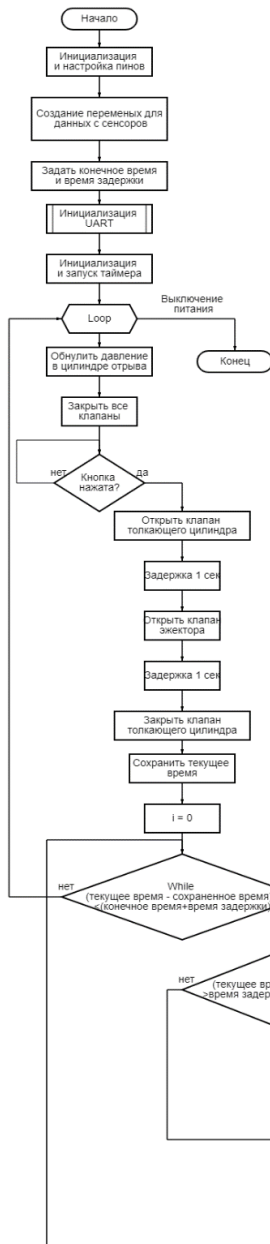 Начало
Инициализация
и настройка пинов
Создание переменых для
данных с сенсоров
Задать конечное время
и время задержки
Инициализация
UART
Инициализация
и запуск таймера
Loop
Выключение
питания
Конец
Обнулить давление
в цилиндре отрыва
Закрыть все
клапаны
Кнопка
нажата?
нет
да
Открыть клапан
толкающего цилиндра
Задержка 1 сек
Открыть клапан
эжектора
Задержка 1 сек
Закрыть клапан
толкающего цилиндра
Сохранить текущее
время
i = 0
нет
While
(текущее время - сохраненное время)
<(конечное время+время задержки)
нет
(текущее
>время